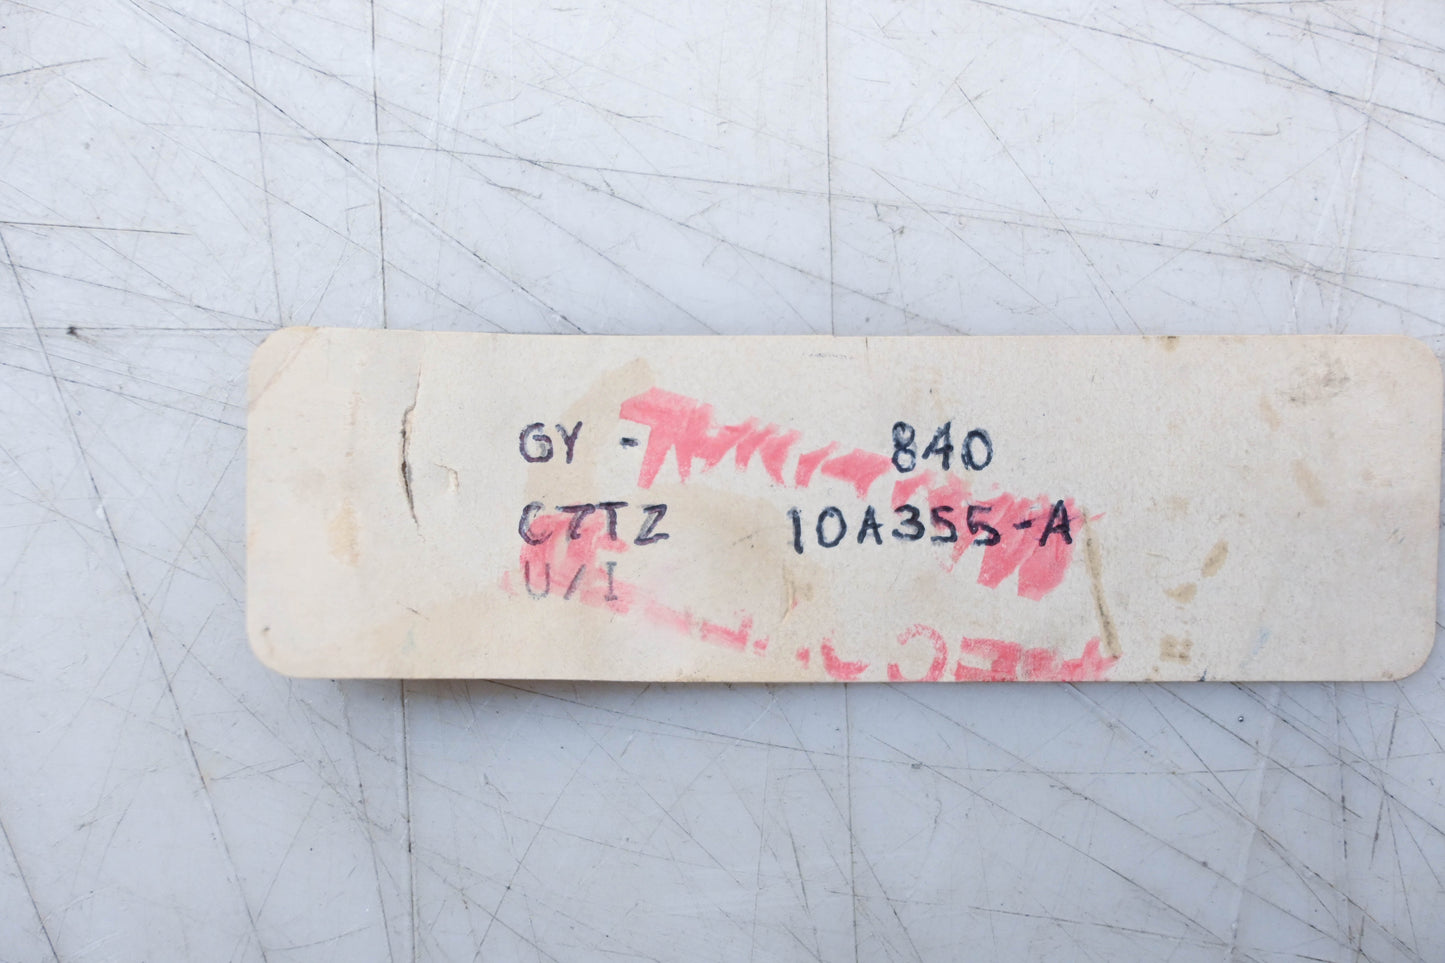 GY - 840
C7TZ 10A355-A
U/I